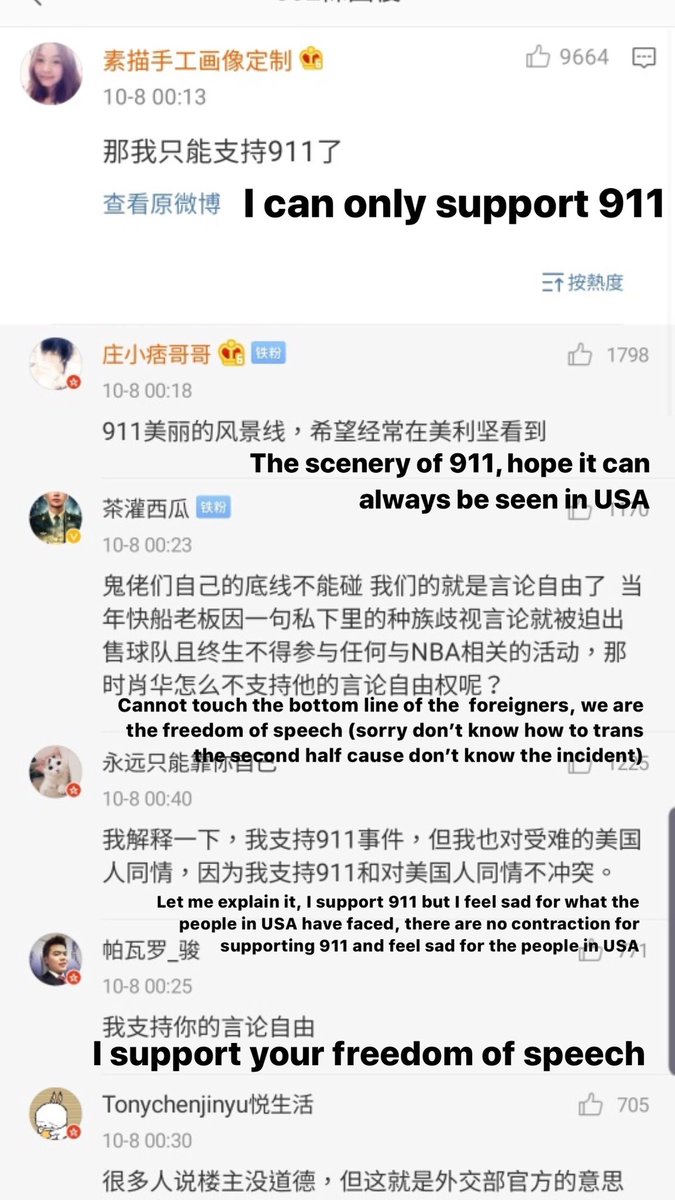 素描手工画像定制
9664
10-8 00:13
那我只能支持911了
查看原微博
I can only support 911
按熱度
庄小痞哥哥
铁粉
1798
10-8 00:18
911美丽的风景线，希望经常在美利坚看到
The scenery of 911, hope it can
always be seen in USA
茶灌西瓜
铁粉
1170
10-8 00:23
鬼佬们自己的底线不能碰 我们的就是言论自由了 当
年快船老板因一句私下里的种族歧视言论就被迫出
售球队且终生不得参与任何与NBA相关的活动，那
时肖华怎么不支持他的言论自由权呢？
Cannot touch the bottom line of the foreigners, we are
the freedom of speech (sorry don't know how to trans
the second half cause don't know the incident)
永远只能靠你自己
1225
10-8 00:40
我解释一下，我支持911事件，但我也对受难的美国
人同情，因为我支持911和对美国人同情不冲突。
Let me explain it, I support 911 but I feel sad for what the
people in USA have faced, there are no contraction for
supporting 911 and feel sad for the people in USA
帕瓦罗_骏
771
10-8 00:25
我支持你的言论自由
I support your freedom of speech
Tonychenjinyu悦生活
705
10-8 00:30
很多人说楼主没道德，但这就是外交部官方的意思